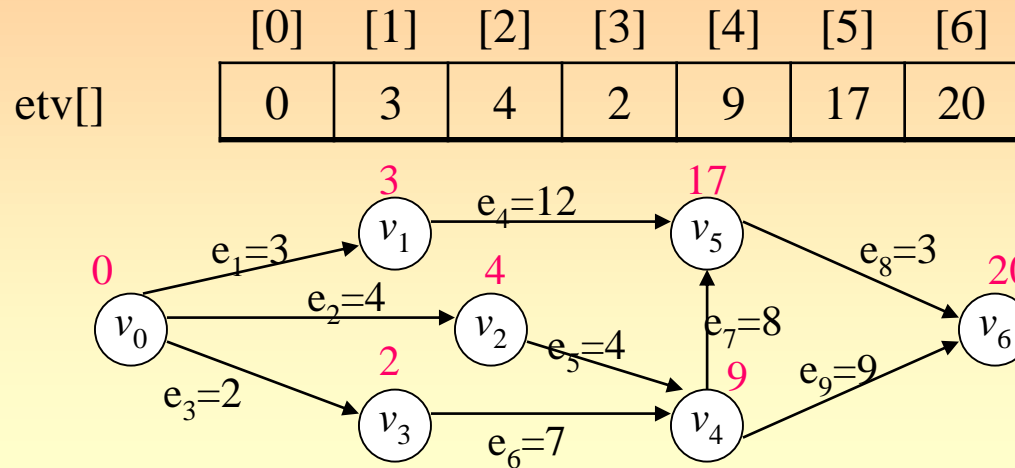 [0] [1] [2] [3] [4] [5] [6]
etv[] 0 3 4 2 9 17 20
3 17
e₄=12
v₁ v₅
e₁=3 e₈=3
0 4 20
e₂=4
v₀ v₂ e₇=8 v₆
e₅=4
2 9 e₉=9
e₃=2
v₃ v₄
e₆=7